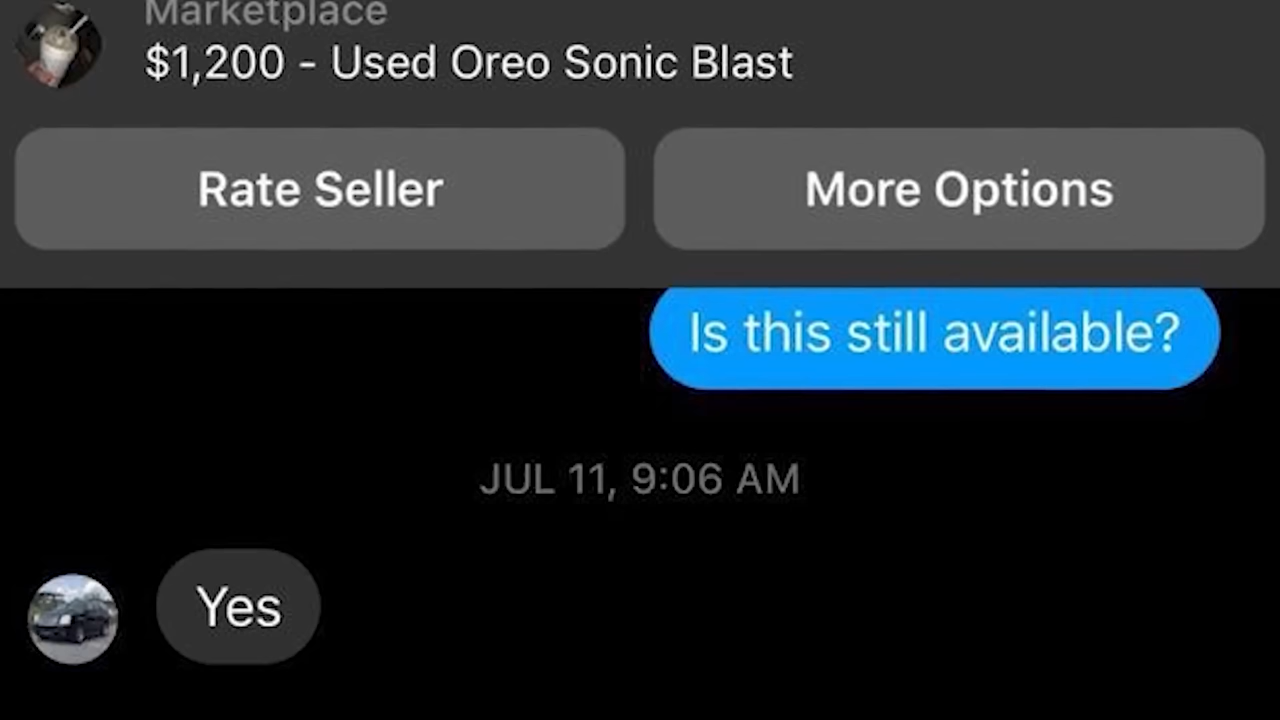 Marketplace
$1,200 - Used Oreo Sonic Blast
Rate Seller
More Options
Is this still available?
JUL 11, 9:06 AM
Yes